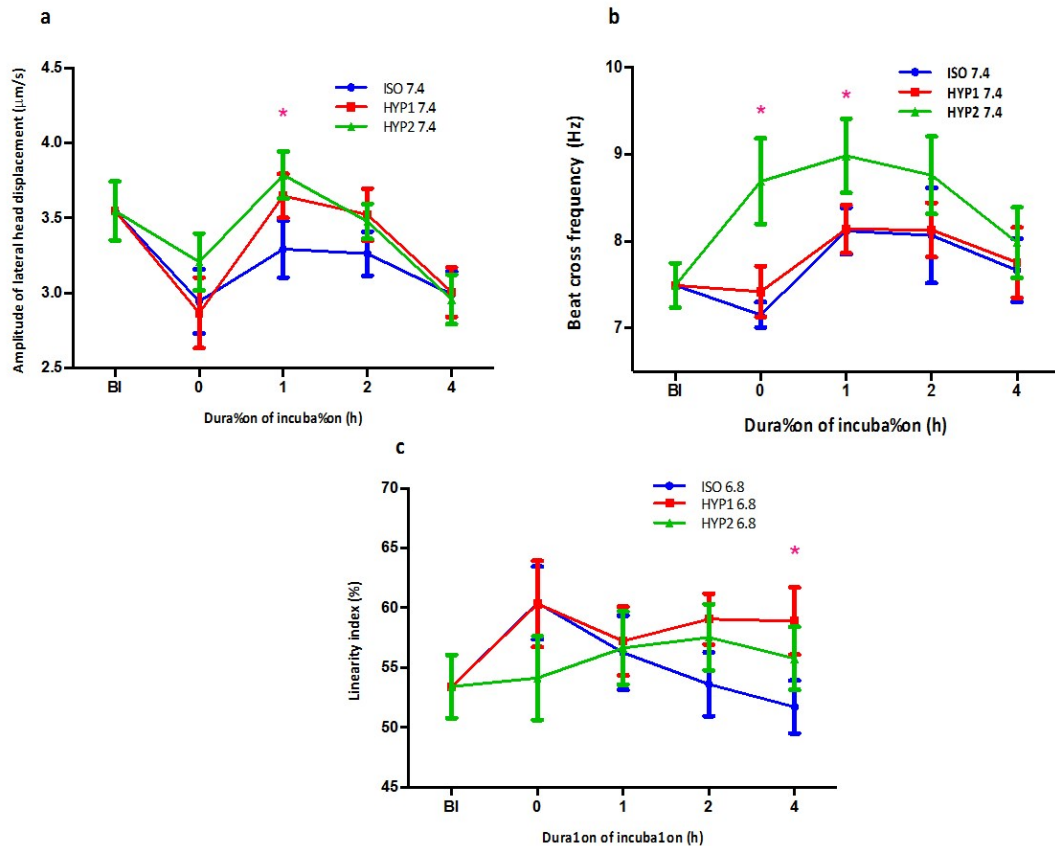 a
Amplitude of lateral head displacement (µm/s)
4.5
4.0
3.5
3.0
2.5
ISO 7.4
HYP1 7.4
HYP2 7.4
*
BI 0 1 2 4
Dura%on of incuba%on (h)
b
Beat cross frequency (Hz)
10
9
8
7
ISO 7.4
HYP1 7.4
HYP2 7.4
* *
BI 0 1 2 4
Dura%on of incuba%on (h)
c
Linearity index (%)
70
65
60
55
50
45
ISO 6.8
HYP1 6.8
HYP2 6.8
*
BI 0 1 2 4
Dura1on of incuba1on (h)